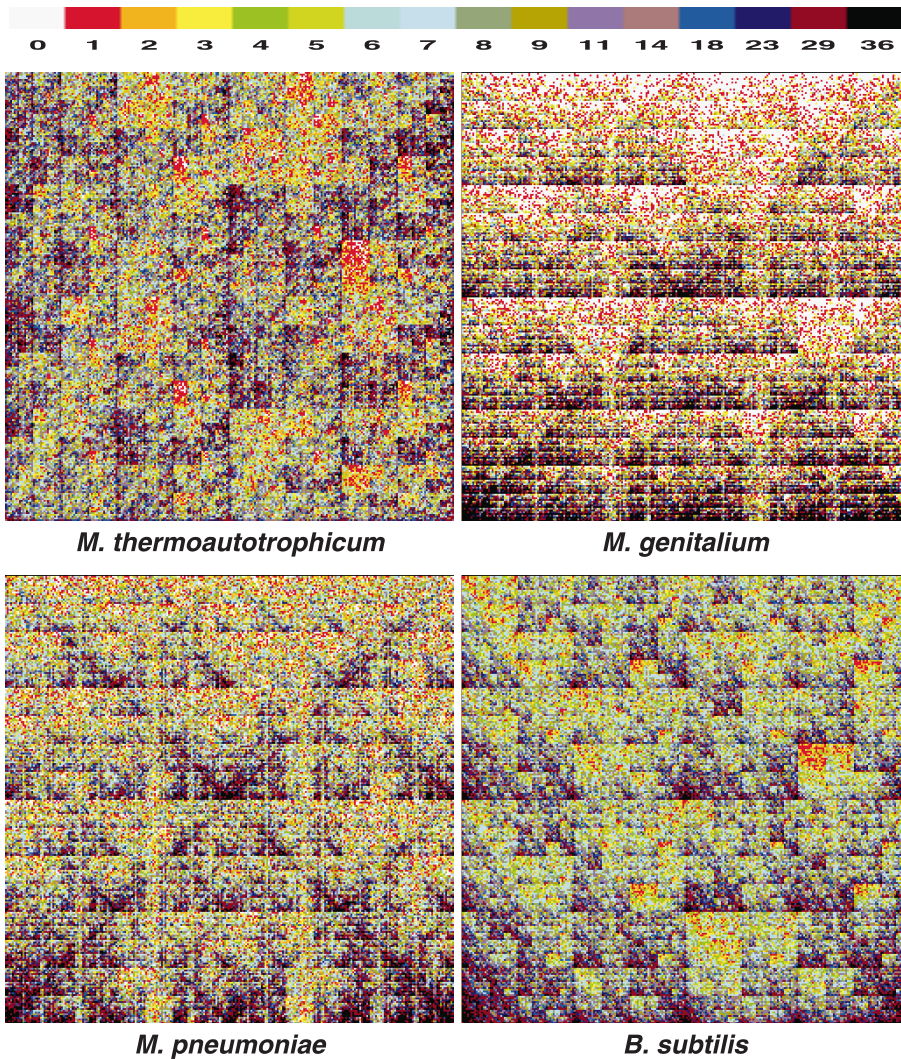 0 1 2 3 4 5 6 7 8 9 11 14 18 23 29 36
M. thermoautotrophicum
M. genitalium
M. pneumoniae
B. subtilis